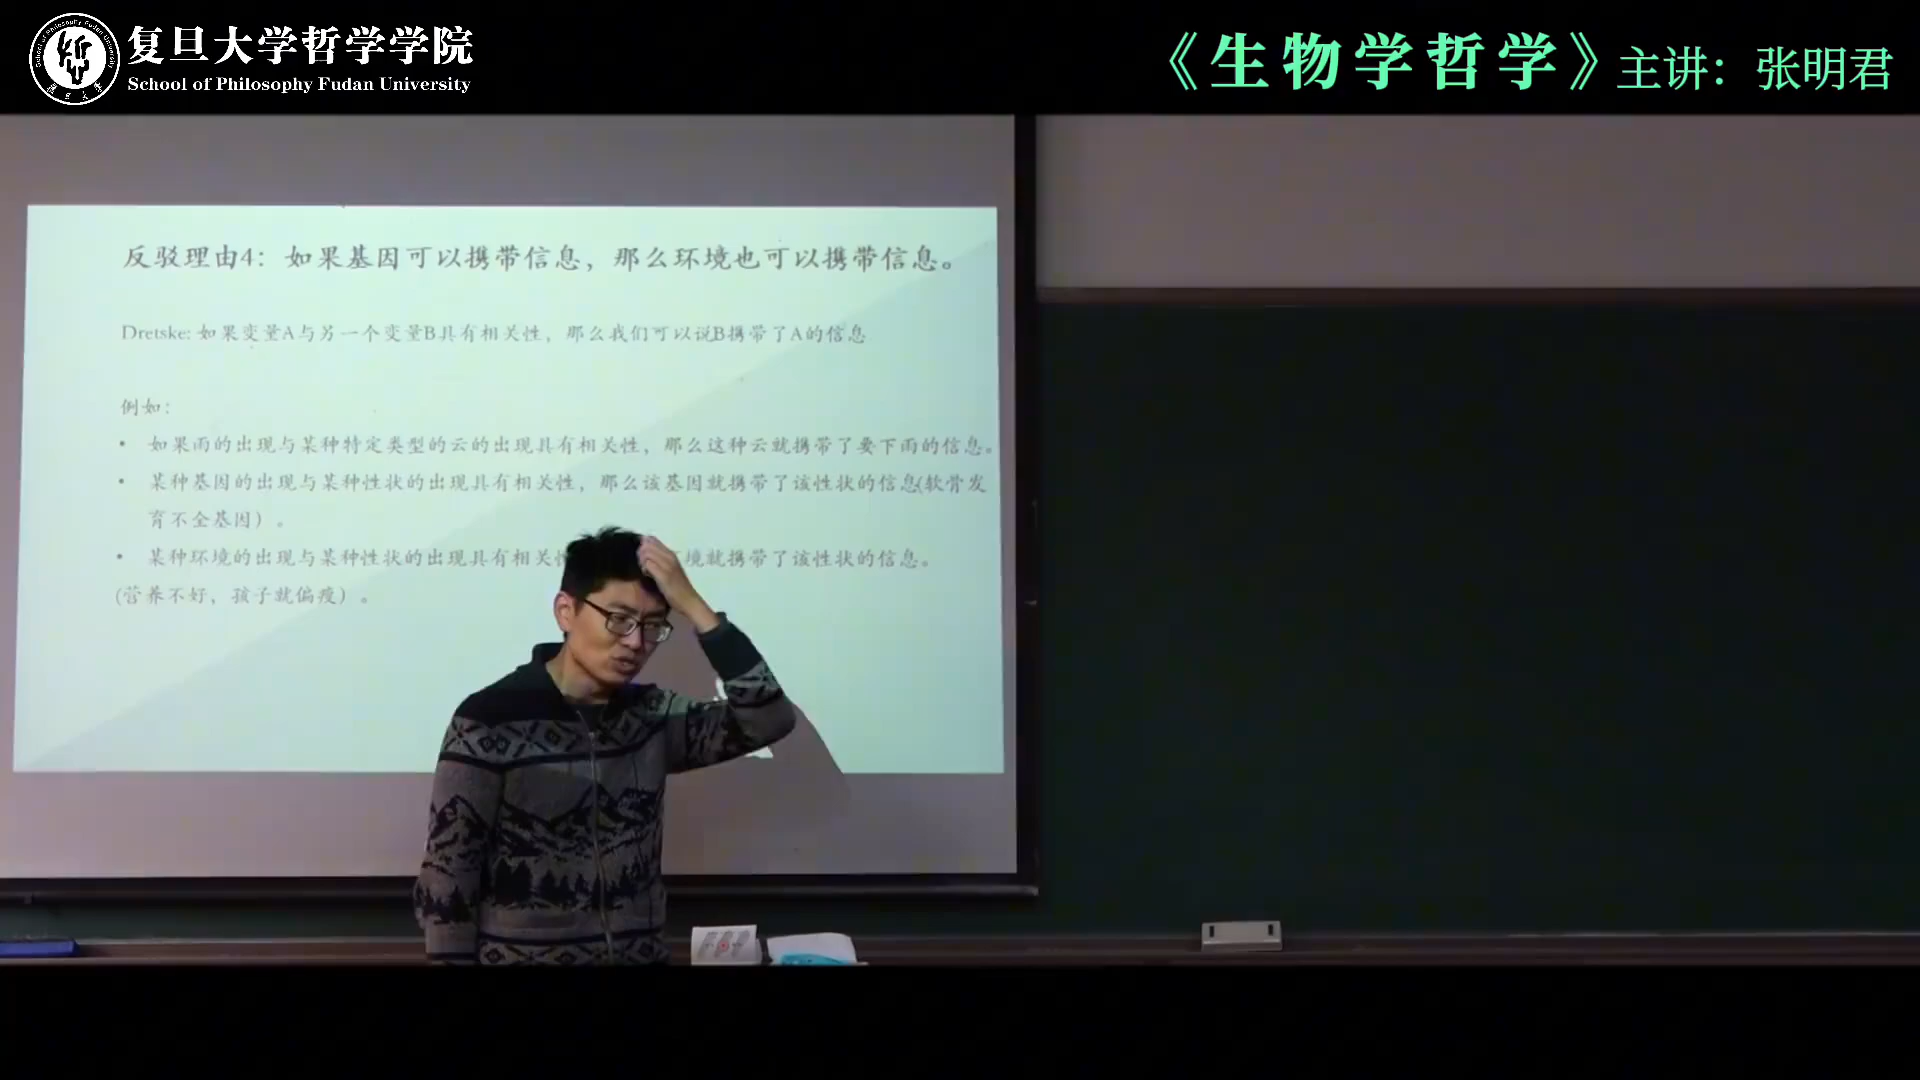 复旦大学哲学学院
School of Philosophy Fudan University
《生物学哲学》主讲：张明君
反驳理由4：如果基因可以携带信息，那么环境也可以携带信息。
Dretske: 如果变量A与另一个变量B具有相关性，那么我们可以说B携带了A的信息
例如：
• 如果雨的出现与某种特定类型的云的出现具有相关性，那么这种云就携带了要下雨的信息。
• 某种基因的出现与某种性状的出现具有相关性，那么该基因就携带了该性状的信息(软骨发
育不全基因）。
• 某种环境的出现与某种性状的出现具有相关 境就携带了该性状的信息。
(营养不好，孩子就偏瘦）。